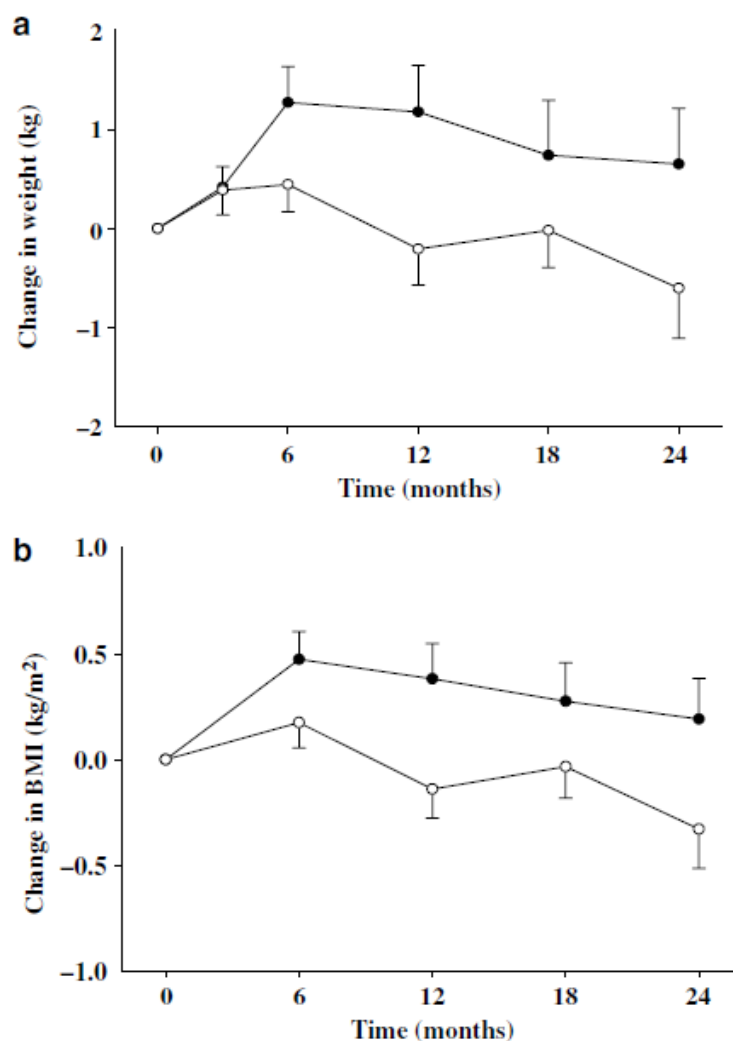 a
2
1
0
−1
−2
Change in weight (kg)
0 6 12 18 24
Time (months)
b
1.0
0.5
0.0
−0.5
−1.0
Change in BMI (kg/m²)
0 6 12 18 24
Time (months)